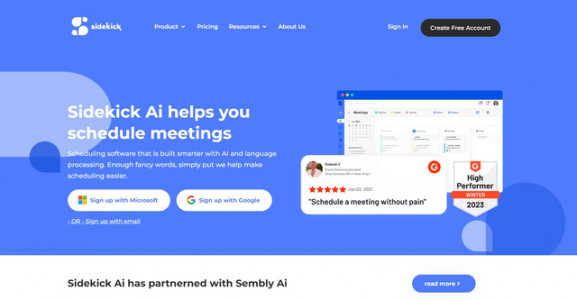 sidekick
Product
Pricing
Resources
About Us
Sign In
Create Free Account
Sidekick Ai helps you
schedule meetings
Scheduling software that is built smarter with AI and language
processing. Enough fancy words, simply put we help make
scheduling easier.
Sign up with Microsoft
Sign up with Google
- OR - Sign up with email
Meetings
Rolando V
Jan 03, 2021
"Schedule a meeting without pain"
High
Performer
WINTER
2023
Sidekick Ai has partnerned with Sembly Ai
read more